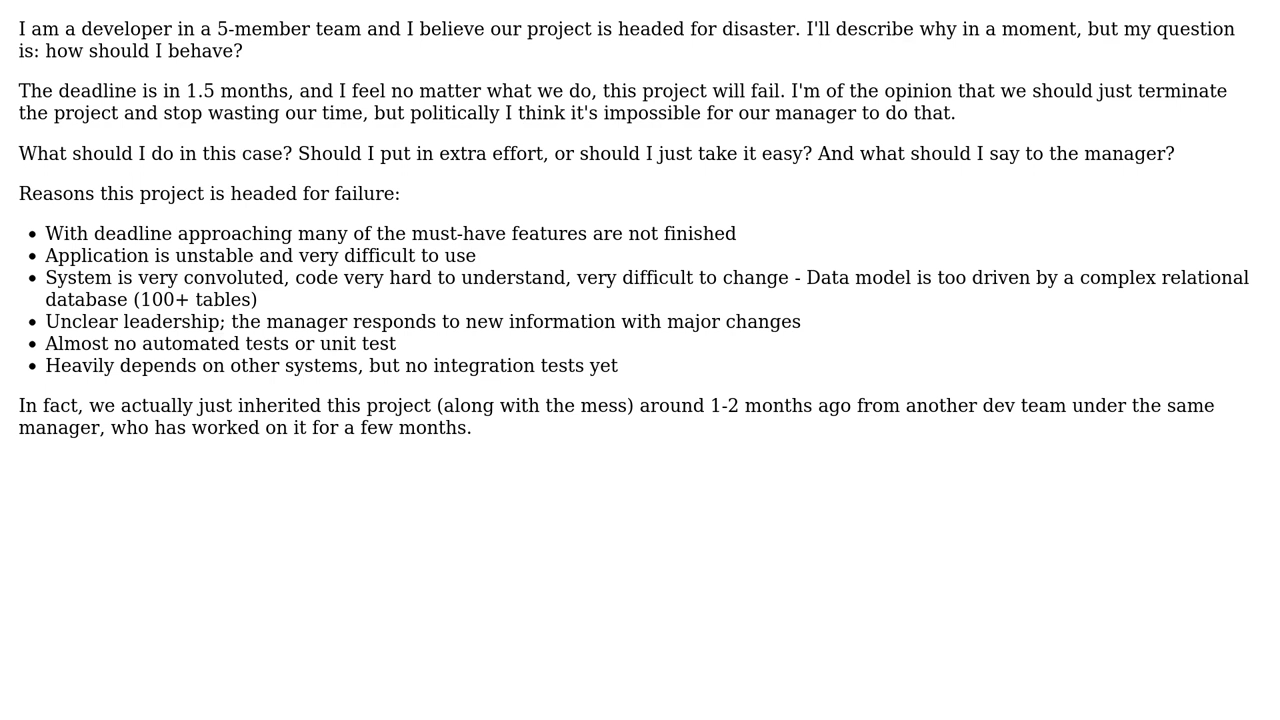 I am a developer in a 5-member team and I believe our project is headed for disaster. I'll describe why in a moment, but my question
is: how should I behave?
The deadline is in 1.5 months, and I feel no matter what we do, this project will fail. I'm of the opinion that we should just terminate
the project and stop wasting our time, but politically I think it's impossible for our manager to do that.
What should I do in this case? Should I put in extra effort, or should I just take it easy? And what should I say to the manager?
Reasons this project is headed for failure:
• With deadline approaching many of the must-have features are not finished
• Application is unstable and very difficult to use
• System is very convoluted, code very hard to understand, very difficult to change - Data model is too driven by a complex relational
database (100+ tables)
• Unclear leadership; the manager responds to new information with major changes
• Almost no automated tests or unit test
• Heavily depends on other systems, but no integration tests yet
In fact, we actually just inherited this project (along with the mess) around 1-2 months ago from another dev team under the same
manager, who has worked on it for a few months.